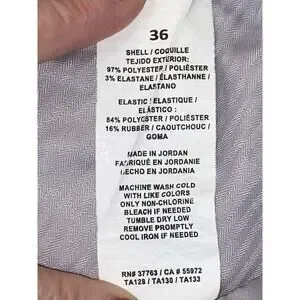 36
SHELL / COQUILLE
TEJIDO EXTERIOR:
97% POLYESTER / POLIÉSTER
3% ELASTANE / ÉLASTHANNE /
ELASTANO
ELASTIC / ÉLASTIQUE /
ELÁSTICO :
84% POLYESTER / POLIÉSTER
16% RUBBER / CAOUTCHOUC /
GOMA
MADE IN JORDAN
FABRIQUÉ EN JORDANIE
HECHO EN JORDANIA
MACHINE WASH COLD
WITH LIKE COLORS
ONLY NON-CHLORINE
BLEACH IF NEEDED
TUMBLE DRY LOW
REMOVE PROMPTLY
COOL IRON IF NEEDED
RN# 37763 / CA # 55972
TA128 / TA130 / TA133